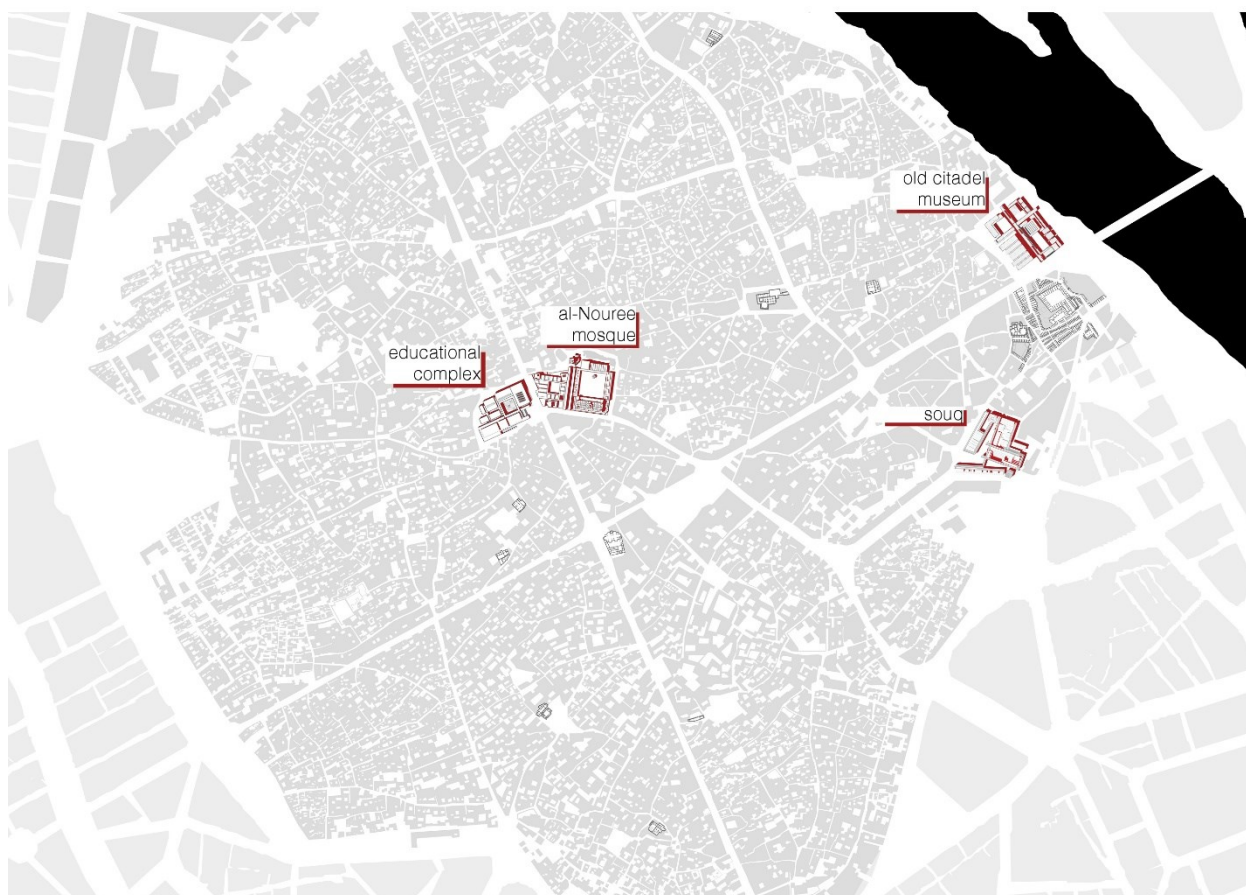 old citadel
museum
al-Nouree
mosque
educational
complex
souq